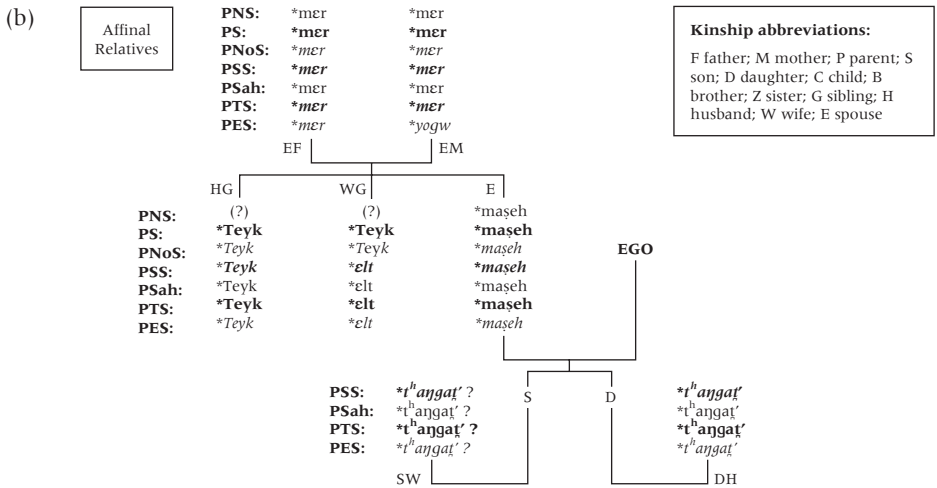 (b)
Affinal
Relatives
PNS: *mɛr *mɛr
PS: *mɛr *mɛr
PNoS: *mɛr *mɛr
PSS: *mɛr *mɛr
PSah: *mɛr *mɛr
PTS: *mɛr *mɛr
PES: *mɛr *yogw
EF EM
Kinship abbreviations:
F father; M mother; P parent; S
son; D daughter; C child; B
brother; Z sister; G sibling; H
husband; W wife; E spouse
HG WG E
PNS: (?) (?) *maṣeh
PS: *Teyk *Teyk *maṣeh
PNoS: *Teyk *Teyk *maṣeh
PSS: *Teyk *ɛlt *maṣeh
PSah: *Teyk *ɛlt *maṣeh
PTS: *Teyk *ɛlt *maṣeh
PES: *Teyk *ɛlt *maṣeh
EGO
PSS: *tʰaŋgaṭ' ? S D *tʰaŋgaṭ'
PSah: *tʰaŋgaṭ' ? *tʰaŋgaṭ'
PTS: *tʰaŋgaṭ' ? *tʰaŋgaṭ'
PES: *tʰaŋgaṭ' ? *tʰaŋgaṭ'
SW DH